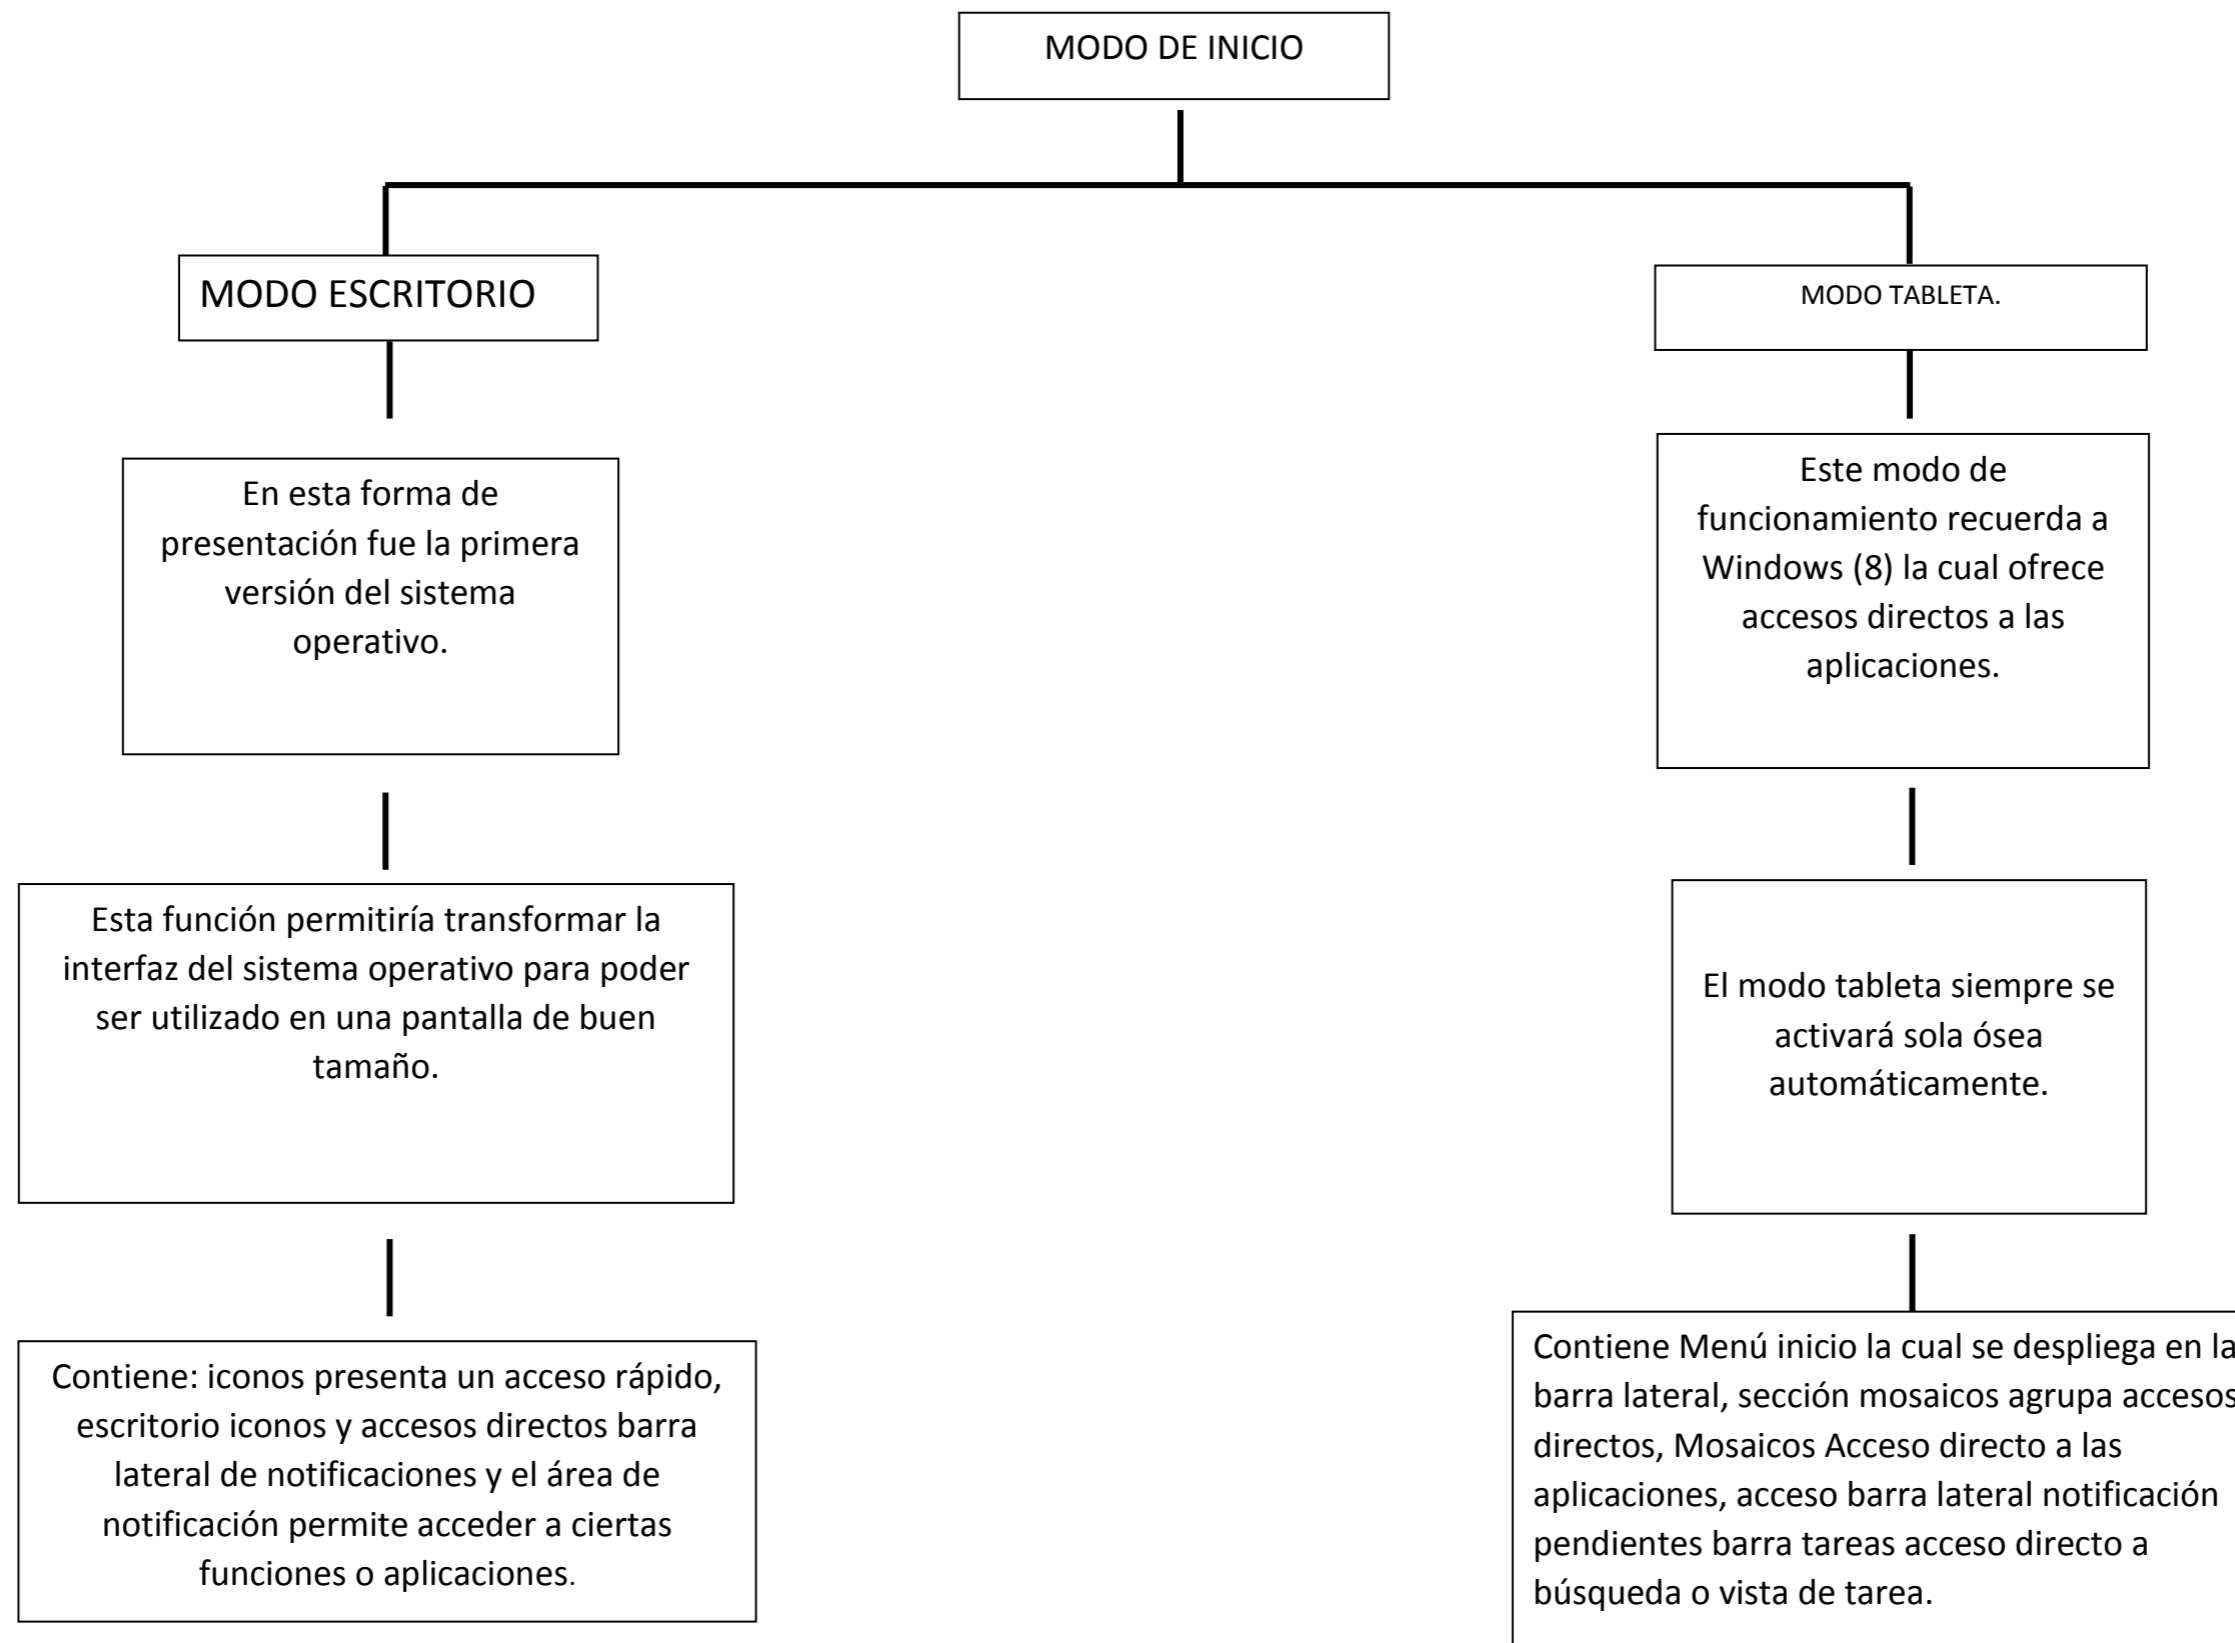 MODO DE INICIO
MODO ESCRITORIO
En esta forma de
presentación fue la primera
versión del sistema
operativo.
Esta función permitiría transformar la
interfaz del sistema operativo para poder
ser utilizado en una pantalla de buen
tamaño.
Contiene: iconos presenta un acceso rápido,
escritorio iconos y accesos directos barra
lateral de notificaciones y el área de
notificación permite acceder a ciertas
funciones o aplicaciones.
MODO TABLETA.
Este modo de
funcionamiento recuerda a
Windows (8) la cual ofrece
accesos directos a las
aplicaciones.
El modo tableta siempre se
activará sola ósea
automáticamente.
Contiene Menú inicio la cual se despliega en la
barra lateral, sección mosaicos agrupa accesos
directos, Mosaicos Acceso directo a las
aplicaciones, acceso barra lateral notificación
pendientes barra tareas acceso directo a
búsqueda o vista de tarea.